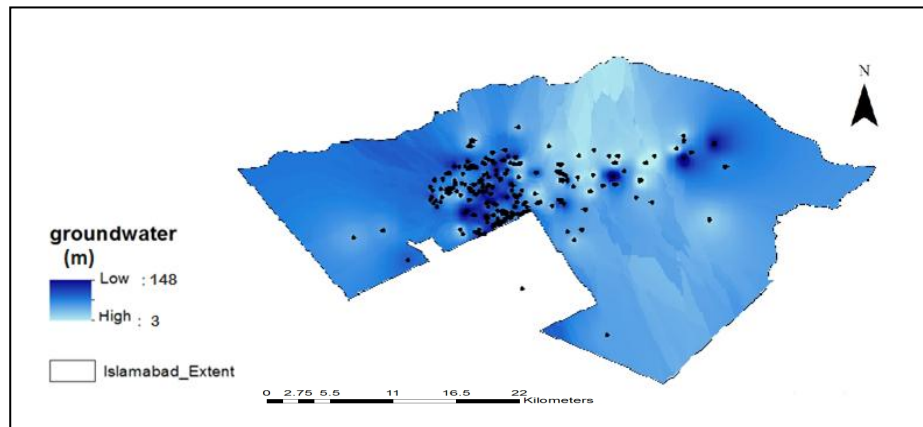 N
groundwater
(m)
Low : 148
High : 3
Islamabad_Extent
0 2.75 5.5 11 16.5 22
Kilometers